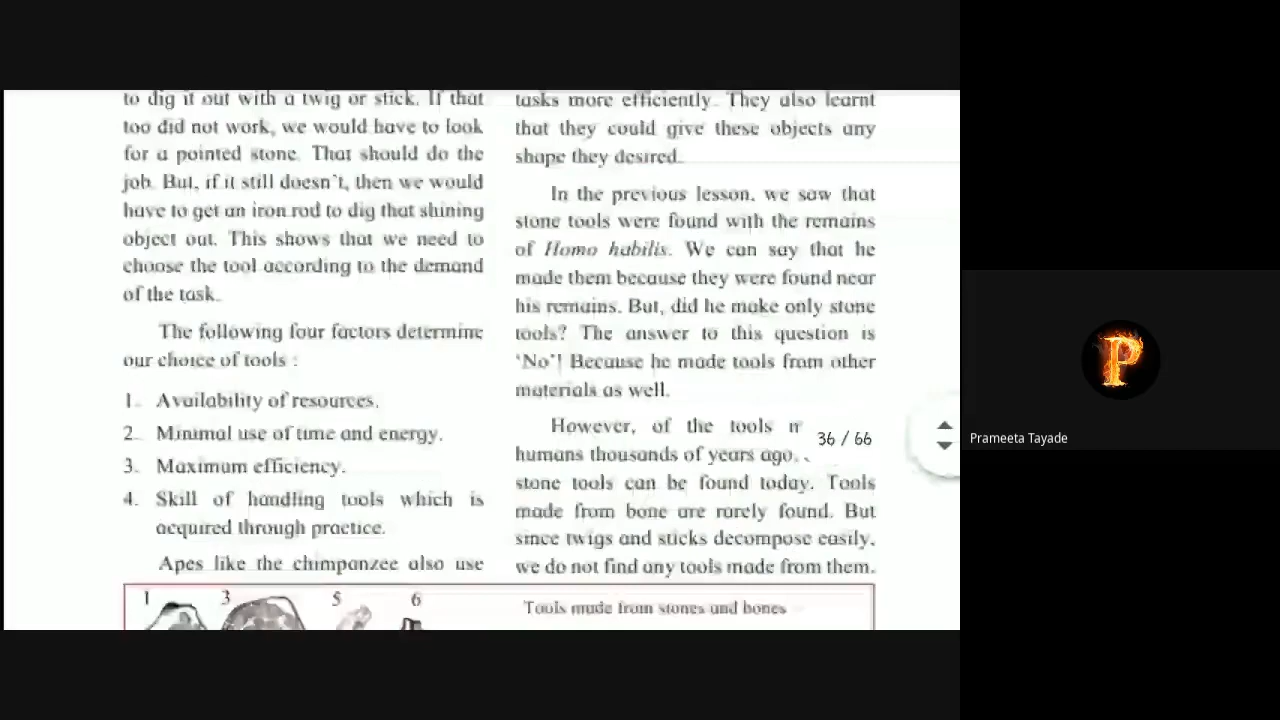 to dig it out with a twig or stick. If that
too did not work, we would have to look
for a pointed stone. That should do the
job. But, if it still doesn't, then we would
have to get an iron rod to dig that shining
object out. This shows that we need to
choose the tool according to the demand
of the task.
The following four factors determine
our choice of tools :
1. Availability of resources.
2. Minimal use of time and energy.
3. Maximum efficiency.
4. Skill of handling tools which is
acquired through practice.
Apes like the chimpanzee also use
tasks more efficiently. They also learnt
that they could give these objects any
shape they desired.
In the previous lesson, we saw that
stone tools were found with the remains
of Homo habilis. We can say that he
made them because they were found near
his remains. But, did he make only stone
tools? The answer to this question is
'No'! Because he made tools from other
materials as well.
However, of the tools
humans thousands of years ago,
stone tools can be found today. Tools
made from bone are rarely found. But
since twigs and sticks decompose easily,
we do not find any tools made from them.
1 3 5 6
Tools made from stones and bones
36 / 66
P
Prameeta Tayade